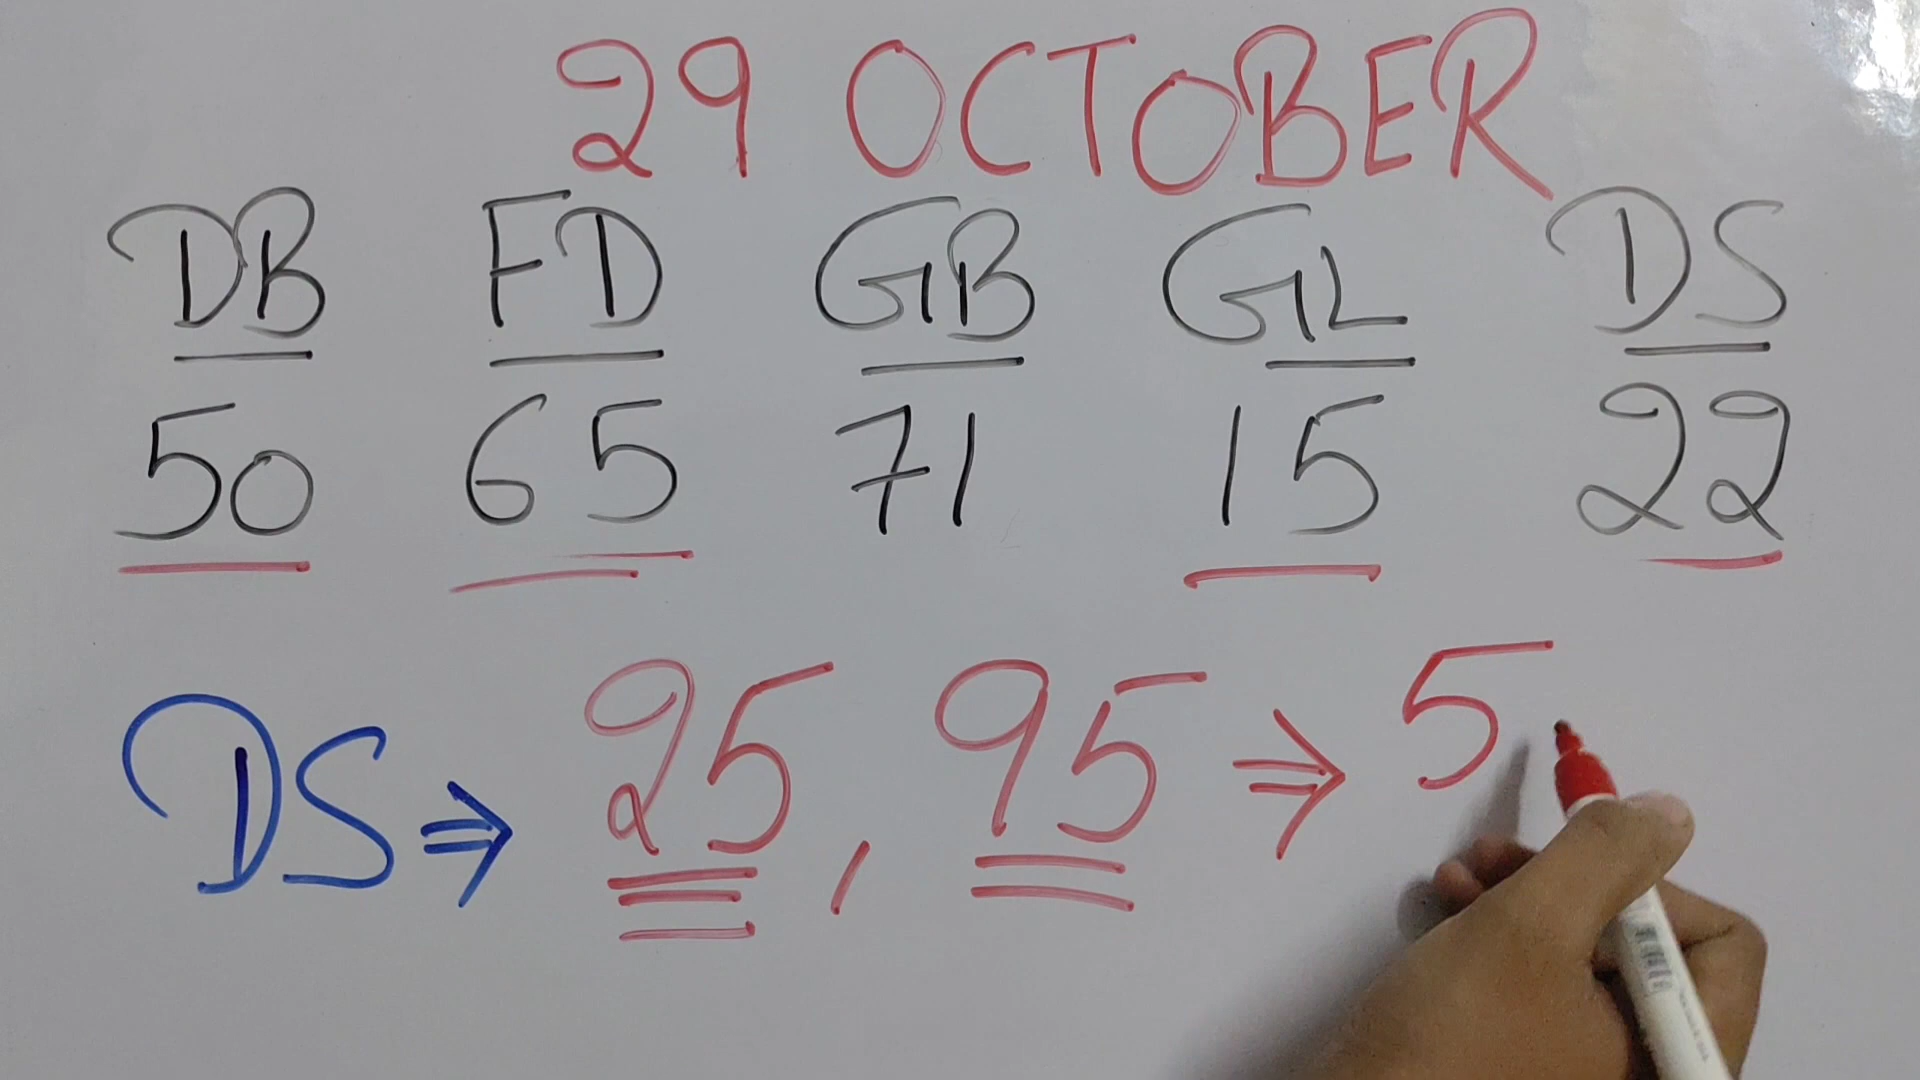 29 OCTOBER
DB FD GB GL DS
50 65 71 15 22
DS ⇒ 25, 95 ⇒ 5